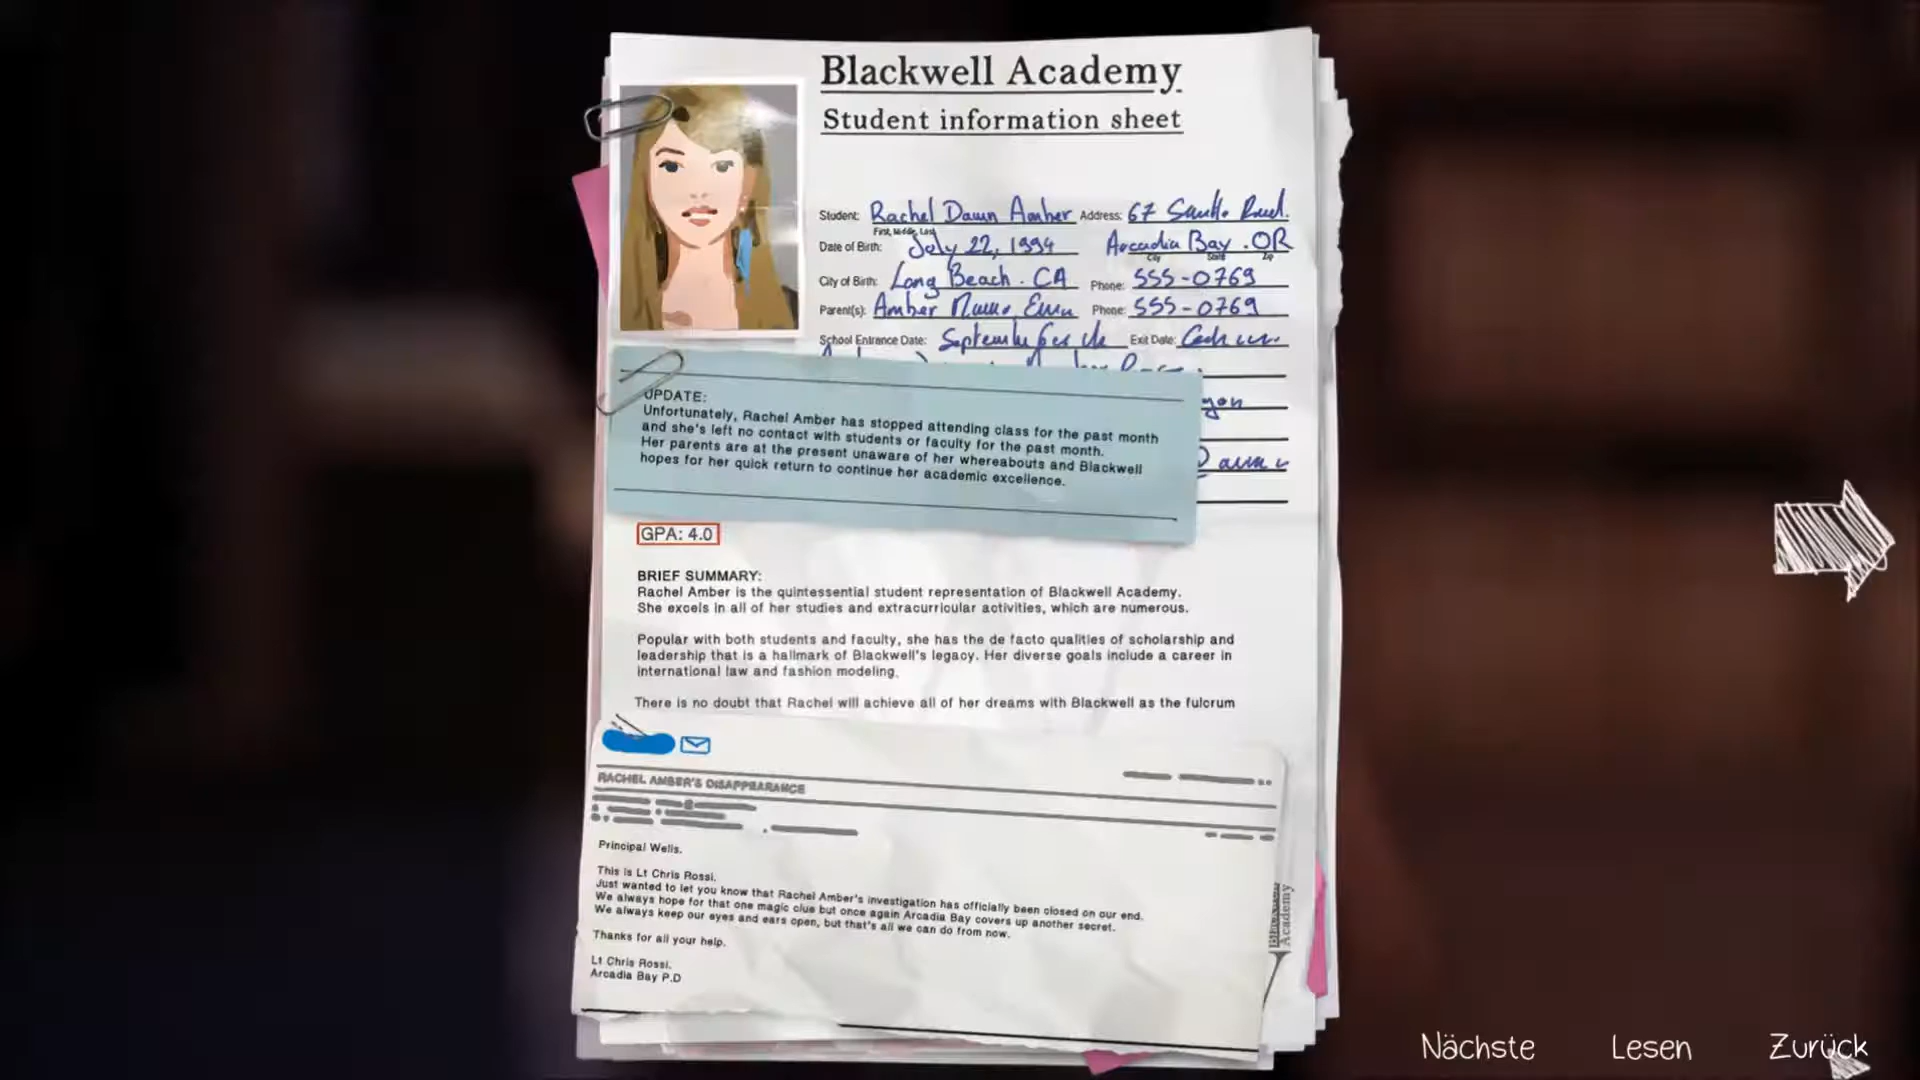 Blackwell Academy
Student information sheet
Student: Rachel Dawn Amber Address: 67
First, Middle, Last
Date of Birth: July 22, 1994 Arcadia Bay . OR
City State Zip
City of Birth: Long Beach . CA Phone: 555-0769
Parent(s): Amber Phone: 555-0769
School Entrance Date: Exit Date:
UPDATE:
Unfortunately, Rachel Amber has stopped attending class for the past month
and she's left no contact with students or faculty for the past month.
Her parents are at the present unaware of her whereabouts and Blackwell
hopes for her quick return to continue her academic excellence.
GPA: 4.0
BRIEF SUMMARY:
Rachel Amber is the quintessential student representation of Blackwell Academy.
She excels in all of her studies and extracurricular activities, which are numerous.
Popular with both students and faculty, she has the de facto qualities of scholarship and
leadership that is a hallmark of Blackwell's legacy. Her diverse goals include a career in
international law and fashion modeling.
There is no doubt that Rachel will achieve all of her dreams with Blackwell as the fulcrum
RACHEL AMBER'S DISAPPEARANCE
Principal Wells.
This is Lt Chris Rossi.
Just wanted to let you know that Rachel Amber's investigation has officially been closed on our end.
We always hope for that one magic clue but once again Arcadia Bay covers up another secret.
We always keep our eyes and ears open, but that's all we can do from now.
Thanks for all your help.
Lt Chris Rossi.
Arcadia Bay P.D
Blackwell
Academy
Nächste Lesen Zurück